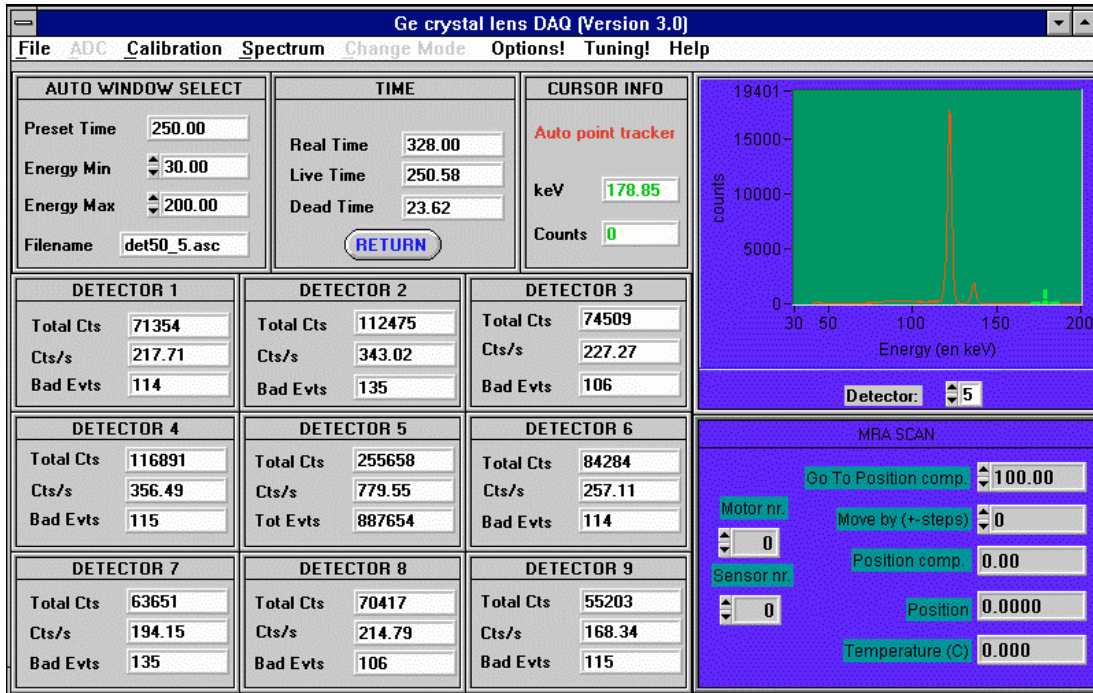 Ge crystal lens DAQ (Version 3.0)
File ADC Calibration Spectrum Change Mode Options! Tuning! Help
AUTO WINDOW SELECT
Preset Time 250.00
Energy Min 30.00
Energy Max 200.00
Filename det50_5.asc
TIME
Real Time 328.00
Live Time 250.58
Dead Time 23.62
RETURN
CURSOR INFO
Auto point tracker
keV 178.85
Counts 0
19401
15000
10000
5000
0
counts
30 50 100 150 200
Energy (en keV)
Detector: 5
DETECTOR 1
Total Cts 71354
Cts/s 217.71
Bad Evts 114
DETECTOR 2
Total Cts 112475
Cts/s 343.02
Bad Evts 135
DETECTOR 3
Total Cts 74509
Cts/s 227.27
Bad Evts 106
DETECTOR 4
Total Cts 116891
Cts/s 356.49
Bad Evts 115
DETECTOR 5
Total Cts 255658
Cts/s 779.55
Tot Evts 887654
DETECTOR 6
Total Cts 84284
Cts/s 257.11
Bad Evts 114
DETECTOR 7
Total Cts 63651
Cts/s 194.15
Bad Evts 135
DETECTOR 8
Total Cts 70417
Cts/s 214.79
Bad Evts 106
DETECTOR 9
Total Cts 55203
Cts/s 168.34
Bad Evts 115
MRA SCAN
Motor nr.
0
Sensor nr.
0
Go To Position comp. 100.00
Move by (+-steps) 0
Position comp. 0.00
Position 0.0000
Temperature (C) 0.000